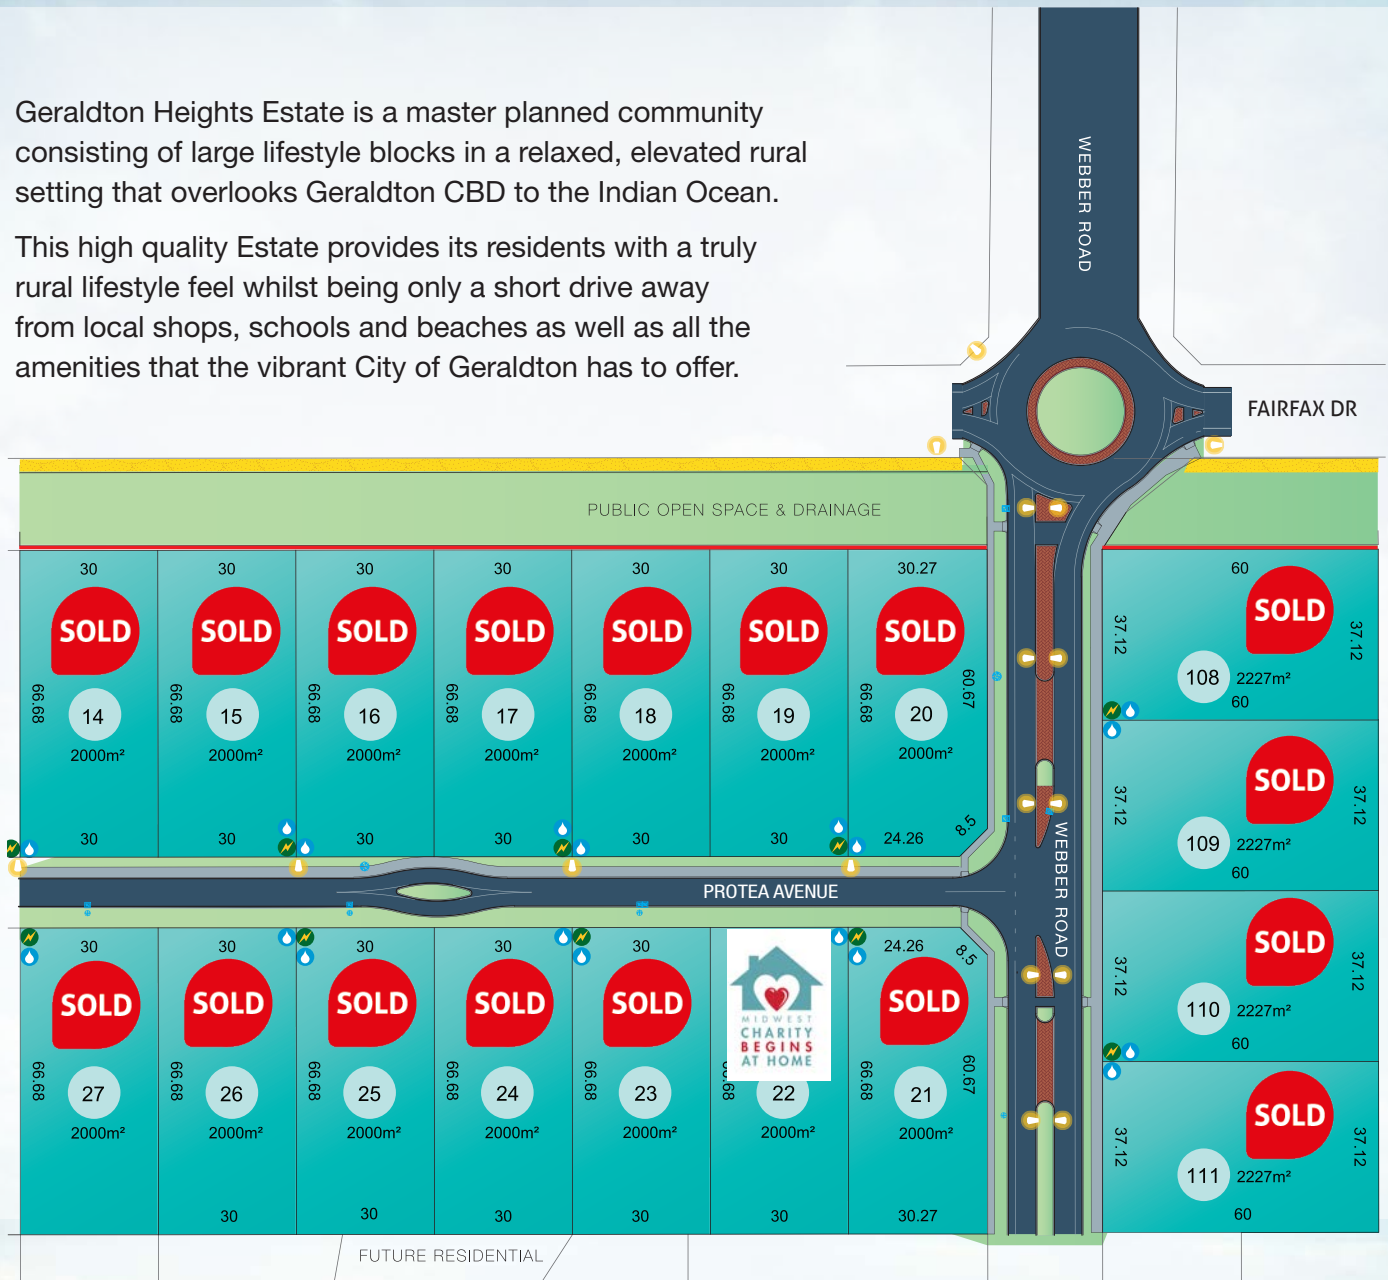 Geraldton Heights Estate is a master planned community
consisting of large lifestyle blocks in a relaxed, elevated rural
setting that overlooks Geraldton CBD to the Indian Ocean.
This high quality Estate provides its residents with a truly
rural lifestyle feel whilst being only a short drive away
from local shops, schools and beaches as well as all the
amenities that the vibrant City of Geraldton has to offer.
WEBBER ROAD
FAIRFAX DR
PUBLIC OPEN SPACE & DRAINAGE
30 30 30 30 30 30 30.27
SOLD SOLD SOLD SOLD SOLD SOLD SOLD
66.68 66.68 66.68 66.68 66.68 66.68 66.68 60.67
14 15 16 17 18 19 20
2000m² 2000m² 2000m² 2000m² 2000m² 2000m² 2000m²
30 30 30 30 30 24.26 8.5
60
SOLD
37.12 37.12
108 2227m²
60
SOLD
37.12 37.12
109 2227m²
60
PROTEA AVENUE
WEBBER ROAD
30 30 30 30 30 24.26 8.5
SOLD SOLD SOLD SOLD SOLD SOLD
MIDWEST
CHARITY
BEGINS
AT HOME
66.68 66.68 66.68 66.68 66.68 66.68 60.67
27 26 25 24 23 22 21
2000m² 2000m² 2000m² 2000m² 2000m² 2000m² 2000m²
30 30 30 30 30 30.27
SOLD
37.12 37.12
110 2227m²
60
SOLD
37.12 37.12
111 2227m²
60
FUTURE RESIDENTIAL